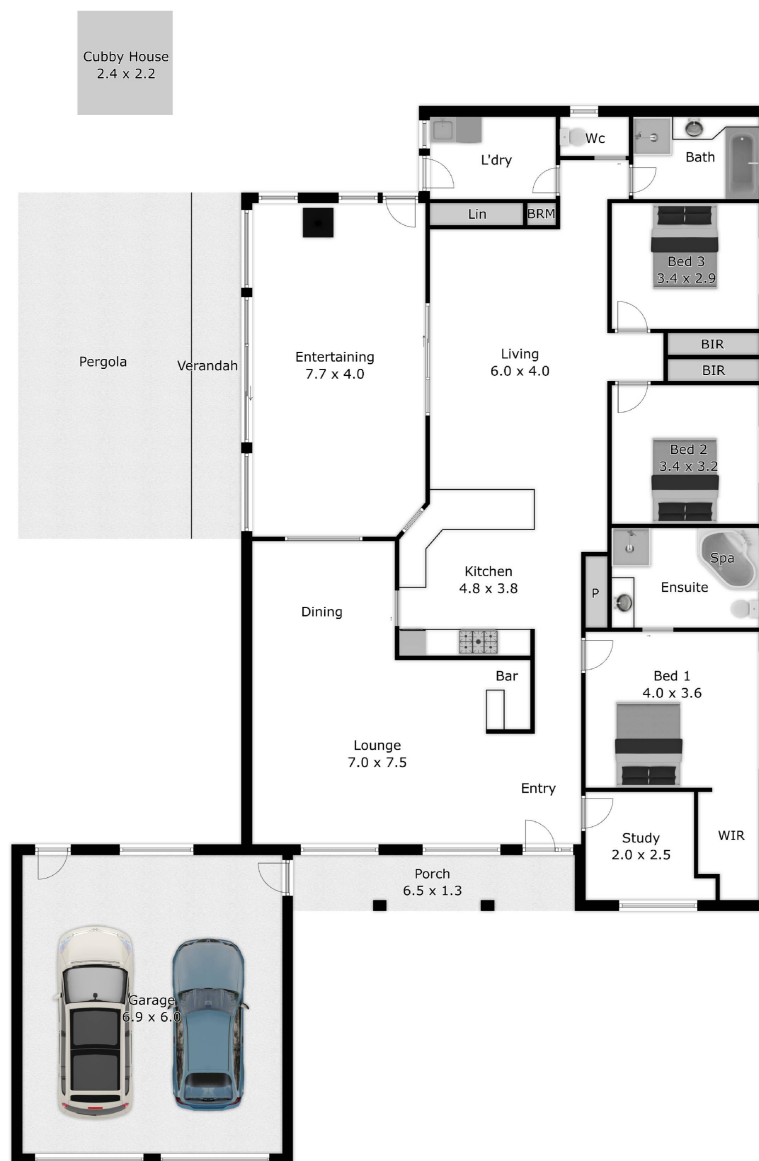 Cubby House
2.4 x 2.2
L'dry
Wc
Bath
Lin
BRM
Bed 3
3.4 x 2.9
BIR
BIR
Pergola
Verandah
Entertaining
7.7 x 4.0
Living
6.0 x 4.0
Bed 2
3.4 x 3.2
Spa
Ensuite
P
Kitchen
4.8 x 3.8
Dining
Bar
Bed 1
4.0 x 3.6
Lounge
7.0 x 7.5
Entry
Study
2.0 x 2.5
WIR
Porch
6.5 x 1.3
Garage
6.9 x 6.0